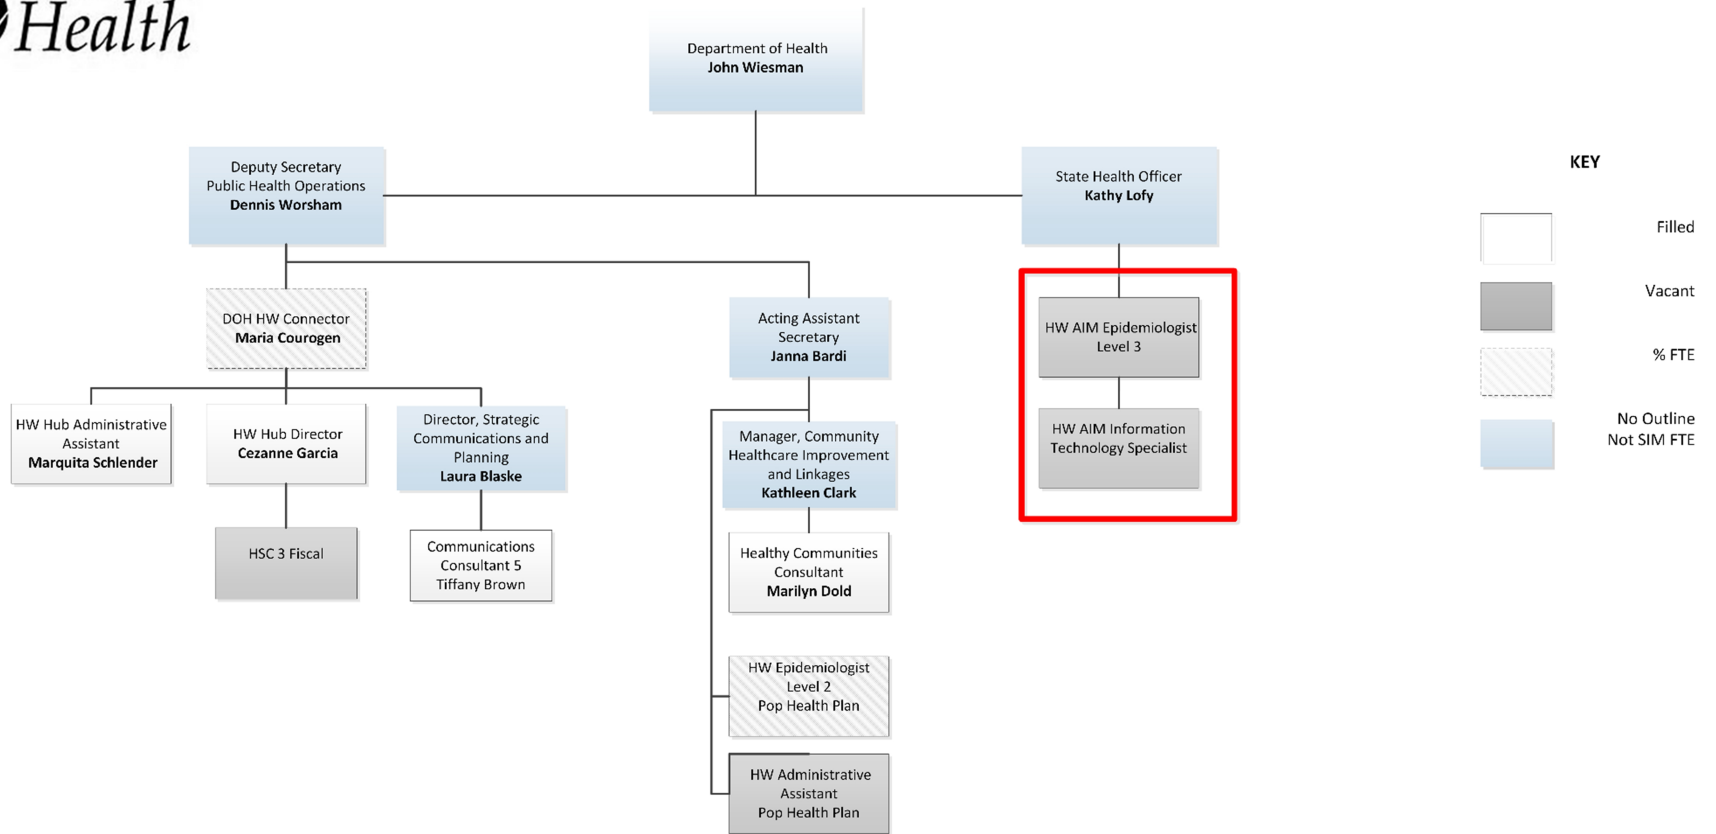 Health
Department of Health
John Wiesman
Deputy Secretary
Public Health Operations
Dennis Worsham
State Health Officer
Kathy Lofy
KEY
Filled
Vacant
% FTE
No Outline
Not SIM FTE
DOH HW Connector
Maria Courogen
Acting Assistant
Secretary
Janna Bardi
HW AIM Epidemiologist
Level 3
HW AIM Information
Technology Specialist
HW Hub Administrative
Assistant
Marquita Schlender
HW Hub Director
Cezanne Garcia
Director, Strategic
Communications and
Planning
Laura Blaske
Manager, Community
Healthcare Improvement
and Linkages
Kathleen Clark
HSC 3 Fiscal
Communications
Consultant 5
Tiffany Brown
Healthy Communities
Consultant
Marilyn Dold
HW Epidemiologist
Level 2
Pop Health Plan
HW Administrative
Assistant
Pop Health Plan